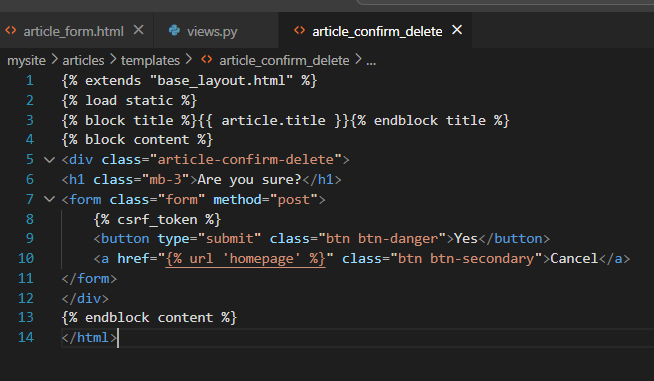 article_form.html
views.py
article_confirm_delete
mysite > articles > templates > article_confirm_delete > ...
1 {% extends "base_layout.html" %}
2 {% load static %}
3 {% block title %}{{ article.title }}{% endblock title %}
4 {% block content %}
5 <div class="article-confirm-delete">
6 <h1 class="mb-3">Are you sure?</h1>
7 <form class="form" method="post">
8 {% csrf_token %}
9 <button type="submit" class="btn btn-danger">Yes</button>
10 <a href="{% url 'homepage' %}" class="btn btn-secondary">Cancel</a>
11 </form>
12 </div>
13 {% endblock content %}
14 </html>